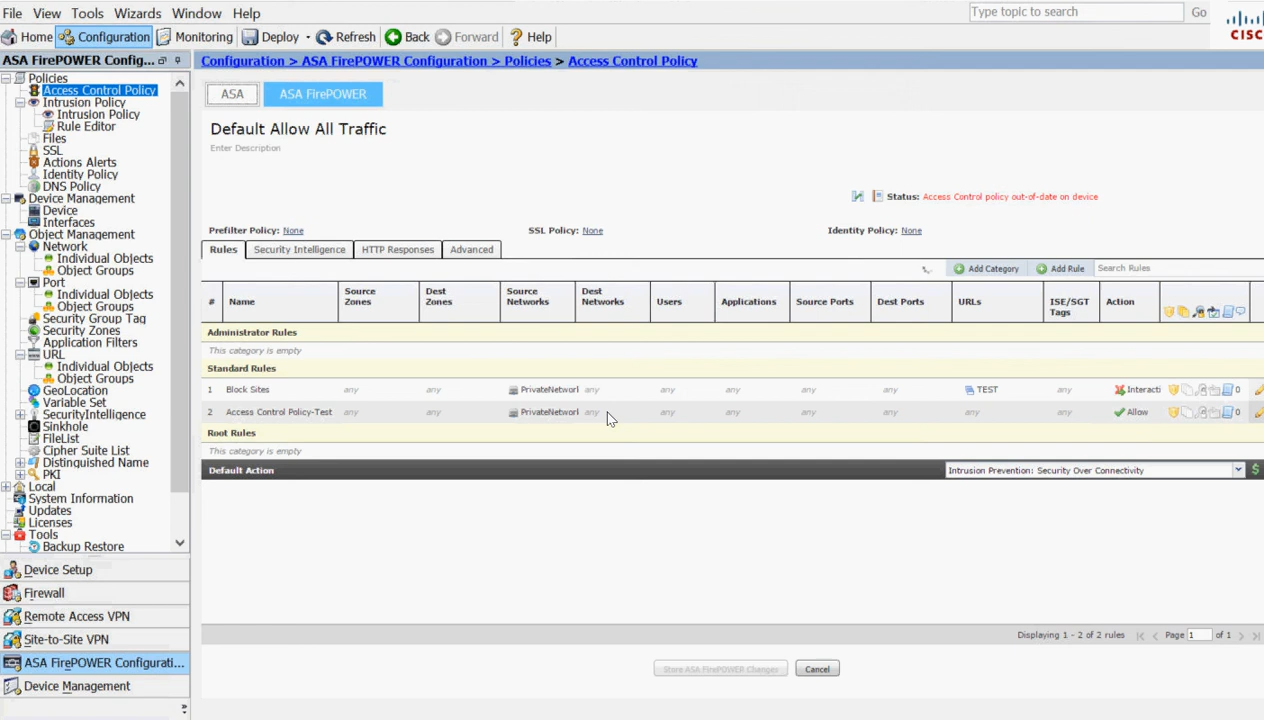 File View Tools Wizards Window Help Type topic to search Go
Home Configuration Monitoring Deploy Refresh Back Forward Help
CISC
ASA FirePOWER Config...
Configuration > ASA FirePOWER Configuration > Policies > Access Control Policy
Policies
Access Control Policy
Intrusion Policy
Intrusion Policy
Rule Editor
Files
SSL
Actions Alerts
Identity Policy
DNS Policy
Device Management
Device
Interfaces
Object Management
Network
Individual Objects
Object Groups
Port
Individual Objects
Object Groups
Security Group Tag
Security Zones
Application Filters
URL
Individual Objects
Object Groups
GeoLocation
Variable Set
SecurityIntelligence
Sinkhole
FileList
Cipher Suite List
Distinguished Name
PKI
Local
System Information
Updates
Licenses
Tools
Backup Restore
Device Setup
Firewall
Remote Access VPN
Site-to-Site VPN
ASA FirePOWER Configurati...
Device Management
ASA ASA FirePOWER
Default Allow All Traffic
Enter Description
Status: Access Control policy out-of-date on device
Prefilter Policy: None SSL Policy: None Identity Policy: None
Rules Security Intelligence HTTP Responses Advanced
Add Category Add Rule Search Rules
# Name Source Zones Dest Zones Source Networks Dest Networks Users Applications Source Ports Dest Ports URLs ISE/SGT Tags Action
Administrator Rules
This category is empty
Standard Rules
1 Block Sites any any PrivateNetworl any any any any any TEST any Interacti 0
2 Access Control Policy-Test any any PrivateNetworl any any any any any any any Allow 0
Root Rules
This category is empty
Default Action Intrusion Prevention: Security Over Connectivity $
Displaying 1 - 2 of 2 rules Page 1 of 1
Store ASA FirePOWER Changes Cancel